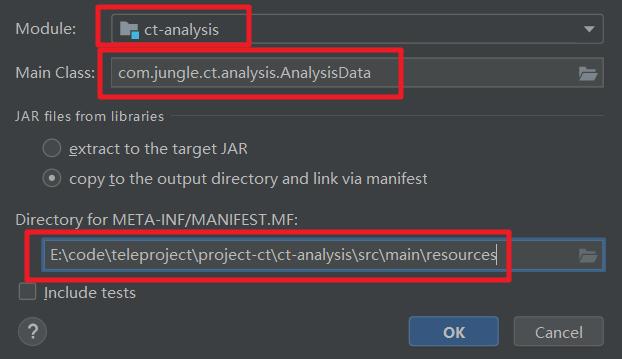 Module: ct-analysis
Main Class: com.jungle.ct.analysis.AnalysisData
JAR files from libraries
extract to the target JAR
copy to the output directory and link via manifest
Directory for META-INF/MANIFEST.MF:
E:\code\teleproject\project-ct\ct-analysis\src\main\resources
Include tests
? OK Cancel